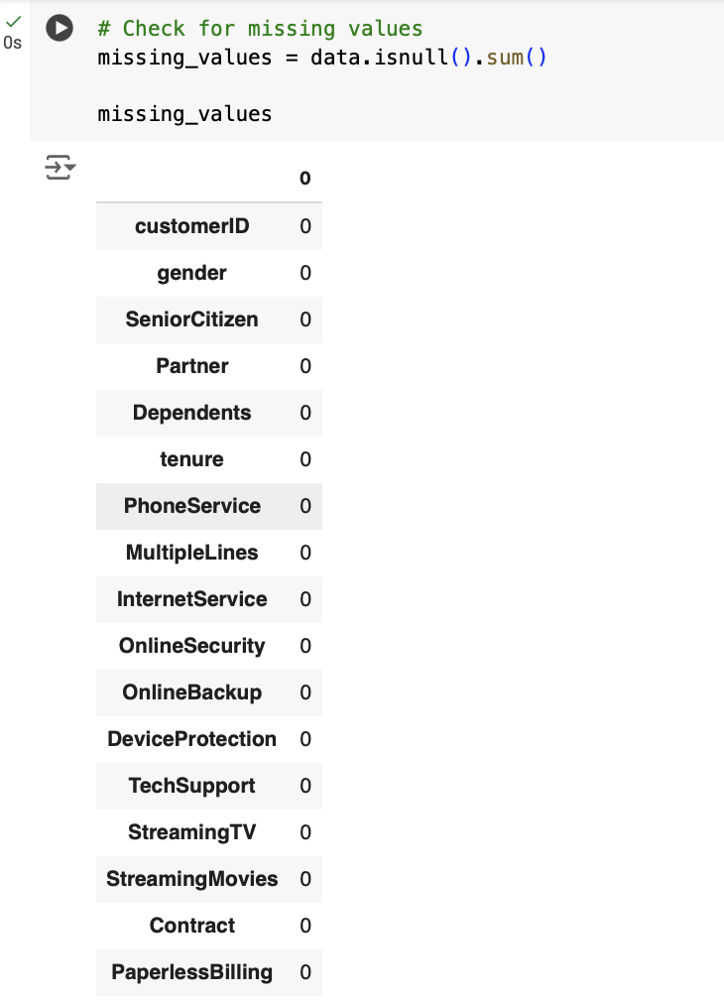 # Check for missing values
0s
missing_values = data.isnull().sum()
missing_values
0
customerID 0
gender 0
SeniorCitizen 0
Partner 0
Dependents 0
tenure 0
PhoneService 0
MultipleLines 0
InternetService 0
OnlineSecurity 0
OnlineBackup 0
DeviceProtection 0
TechSupport 0
StreamingTV 0
StreamingMovies 0
Contract 0
PaperlessBilling 0